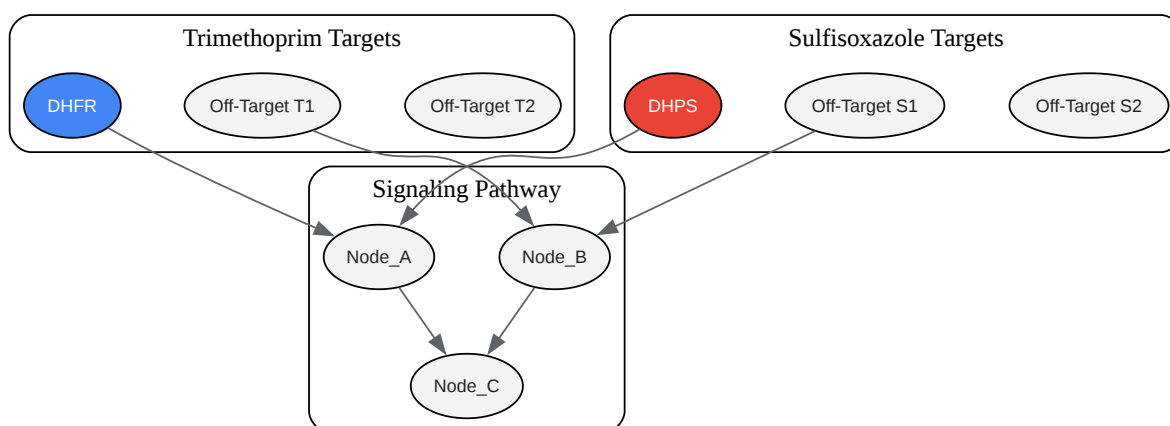 Trimethoprim Targets
Sulfisoxazole Targets
DHFR
Off-Target T1
Off-Target T2
DHPS
Off-Target S1
Off-Target S2
Signaling Pathway
Node_A
Node_B
Node_C